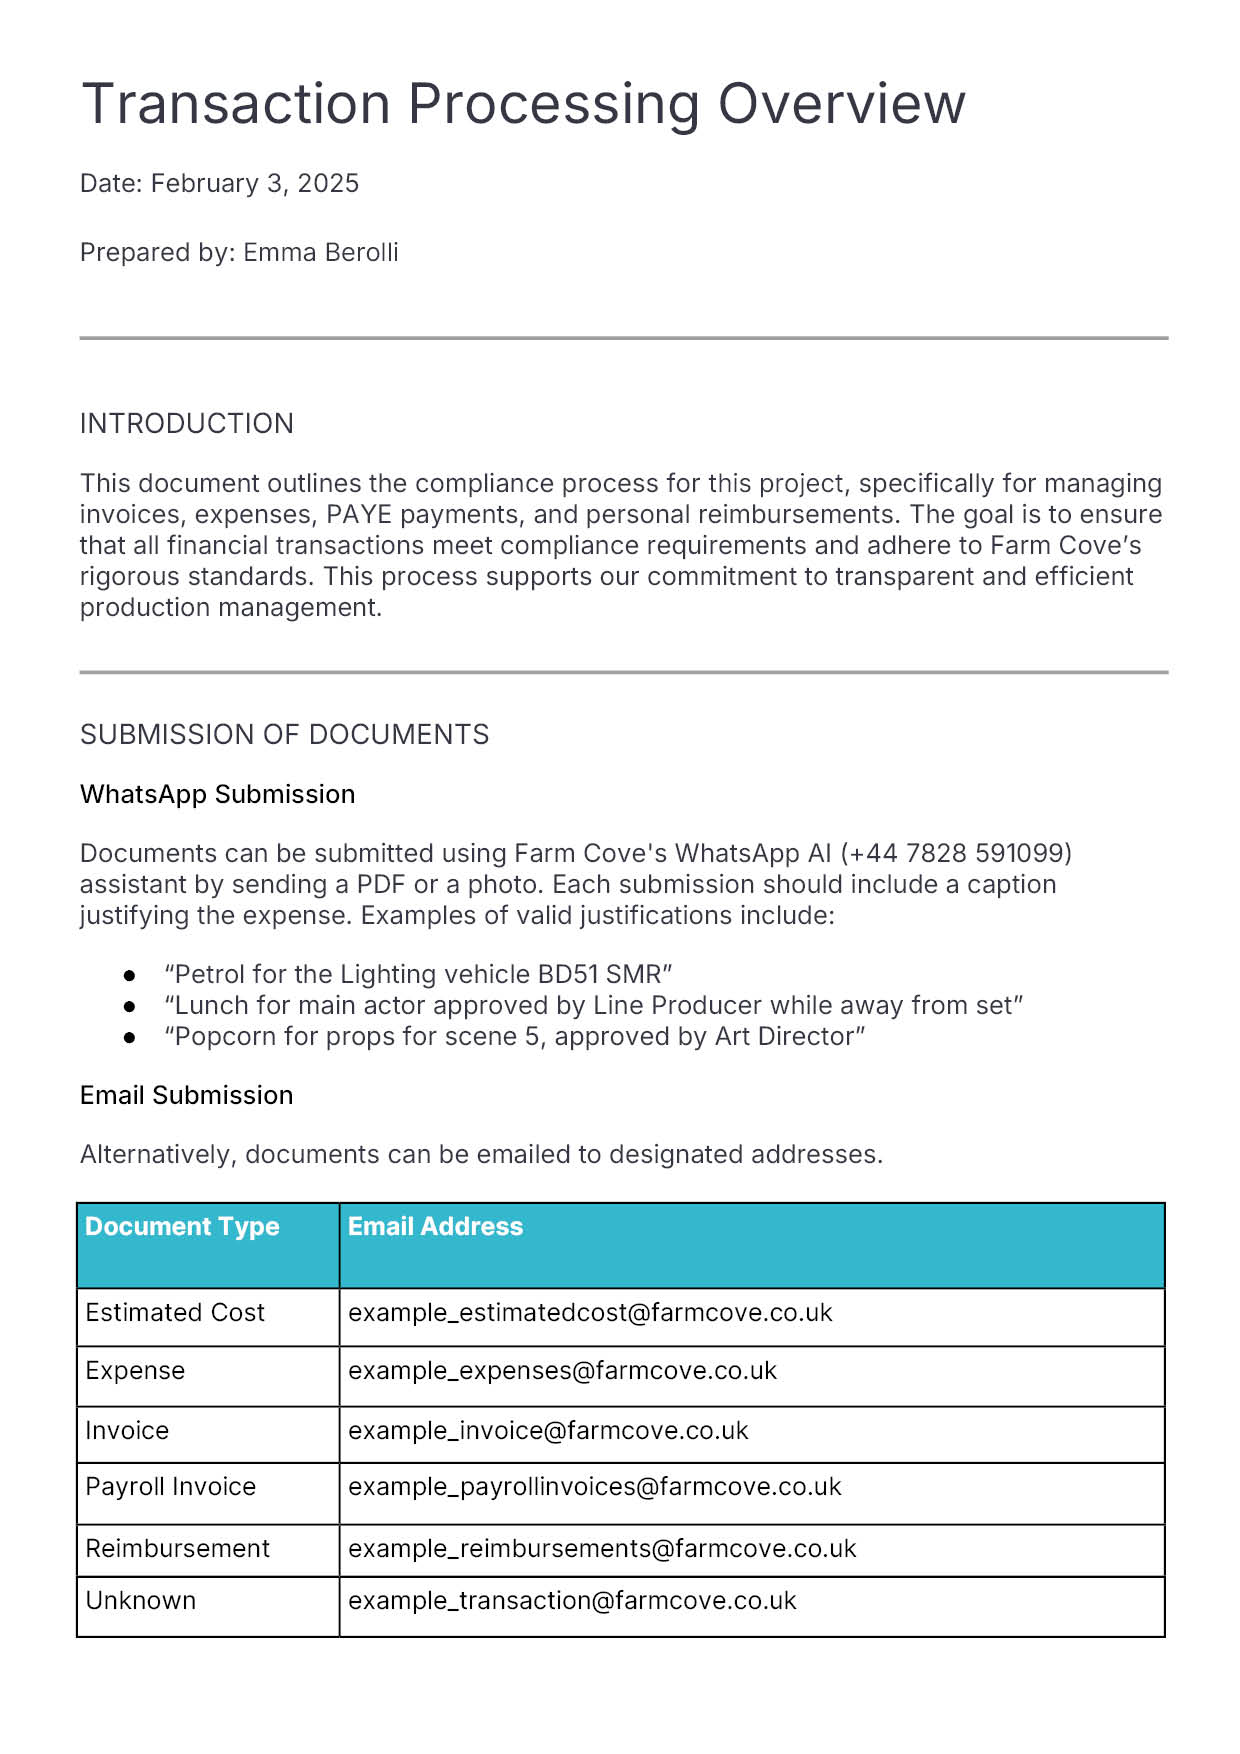 Transaction Processing Overview
Date: February 3, 2025
Prepared by: Emma Berolli
INTRODUCTION
This document outlines the compliance process for this project, specifically for managing
invoices, expenses, PAYE payments, and personal reimbursements. The goal is to ensure
that all financial transactions meet compliance requirements and adhere to Farm Cove’s
rigorous standards. This process supports our commitment to transparent and efficient
production management.
SUBMISSION OF DOCUMENTS
WhatsApp Submission
Documents can be submitted using Farm Cove's WhatsApp AI (+44 7828 591099)
assistant by sending a PDF or a photo. Each submission should include a caption
justifying the expense. Examples of valid justifications include:
● “Petrol for the Lighting vehicle BD51 SMR”
● “Lunch for main actor approved by Line Producer while away from set”
● “Popcorn for props for scene 5, approved by Art Director”
Email Submission
Alternatively, documents can be emailed to designated addresses.
Document Type Email Address
Estimated Cost example_estimatedcost@farmcove.co.uk
Expense example_expenses@farmcove.co.uk
Invoice example_invoice@farmcove.co.uk
Payroll Invoice example_payrollinvoices@farmcove.co.uk
Reimbursement example_reimbursements@farmcove.co.uk
Unknown example_transaction@farmcove.co.uk